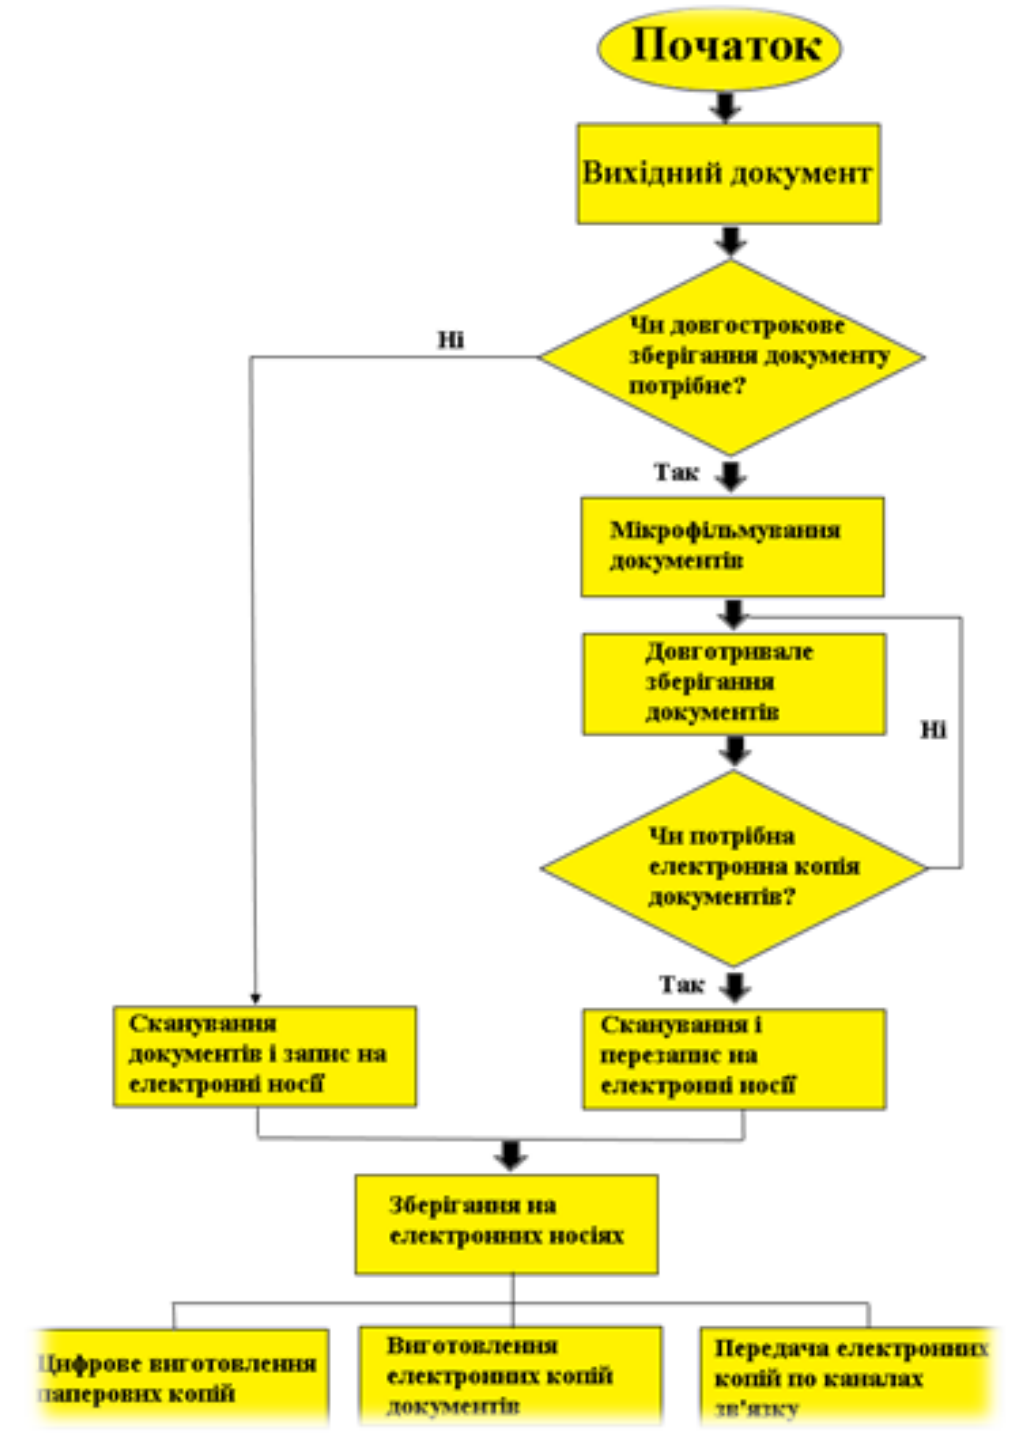 Початок
Вихідний документ
Чи довгострокове
зберігання документу
потрібне?
Ні
Так
Мікрофільмування
документів
Довготривале
зберігання
документів
Ні
Чи потрібна
електронна копія
документів?
Так
Сканування
документів і запис на
електронні носії
Сканування і
перезапис на
електронні носії
Зберігання на
електронних носіях
Цифрове виготовлення
паперових копій
Виготовлення
електронних копій
документів
Передача електронних
копій по каналах
зв'язку